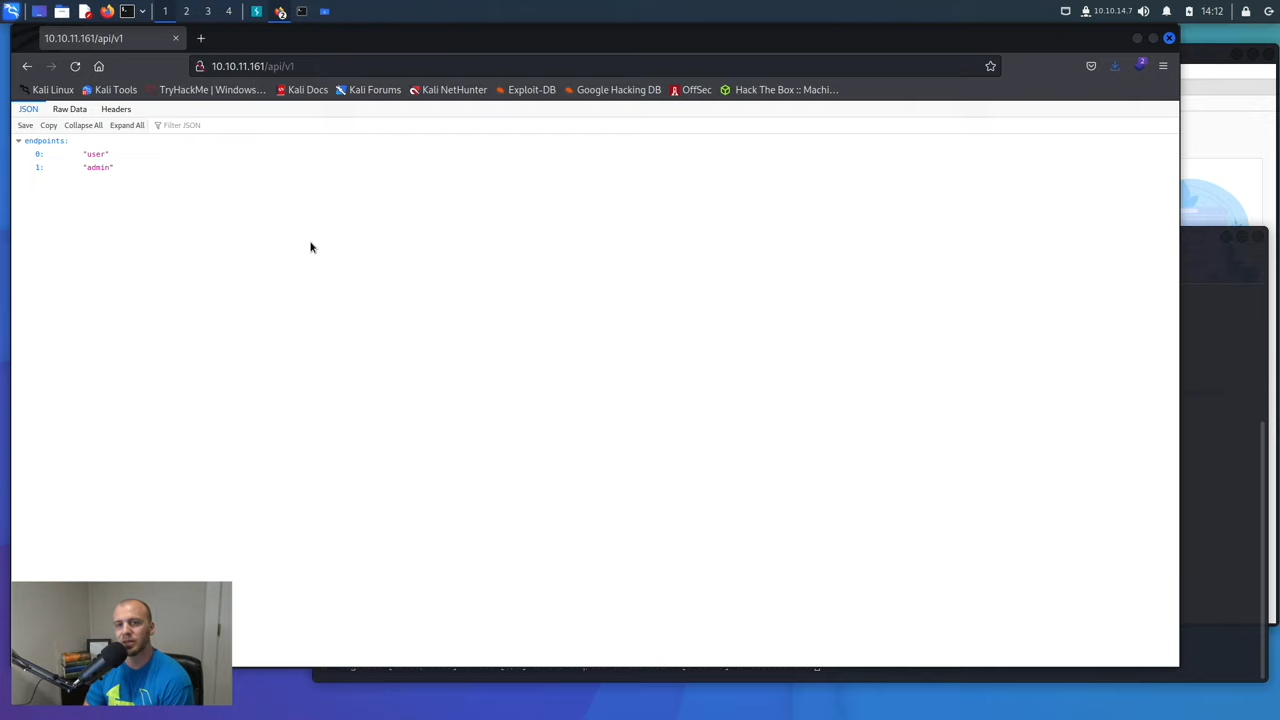 10.10.14.7
14:12
10.10.11.161/api/v1
10.10.11.161/api/v1
2
Kali Linux
Kali Tools
TryHackMe | Windows…
Kali Docs
Kali Forums
Kali NetHunter
Exploit-DB
Google Hacking DB
OffSec
Hack The Box :: Machi…
JSON
Raw Data
Headers
Save
Copy
Collapse All
Expand All
Filter JSON
endpoints:
0: "user"
1: "admin"